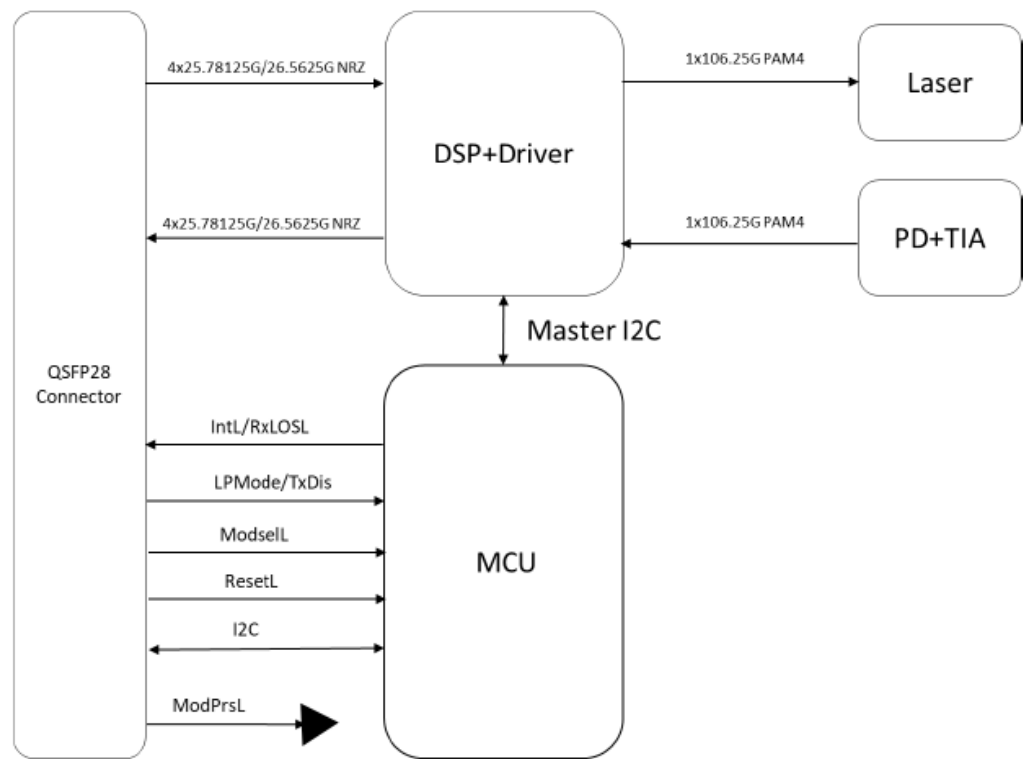 4x25.78125G/26.5625G NRZ
1x106.25G PAM4
Laser
DSP+Driver
4x25.78125G/26.5625G NRZ
1x106.25G PAM4
PD+TIA
Master I2C
QSFP28
Connector
IntL/RxLOSL
LPMode/TxDis
ModselL
MCU
ResetL
I2C
ModPrsL